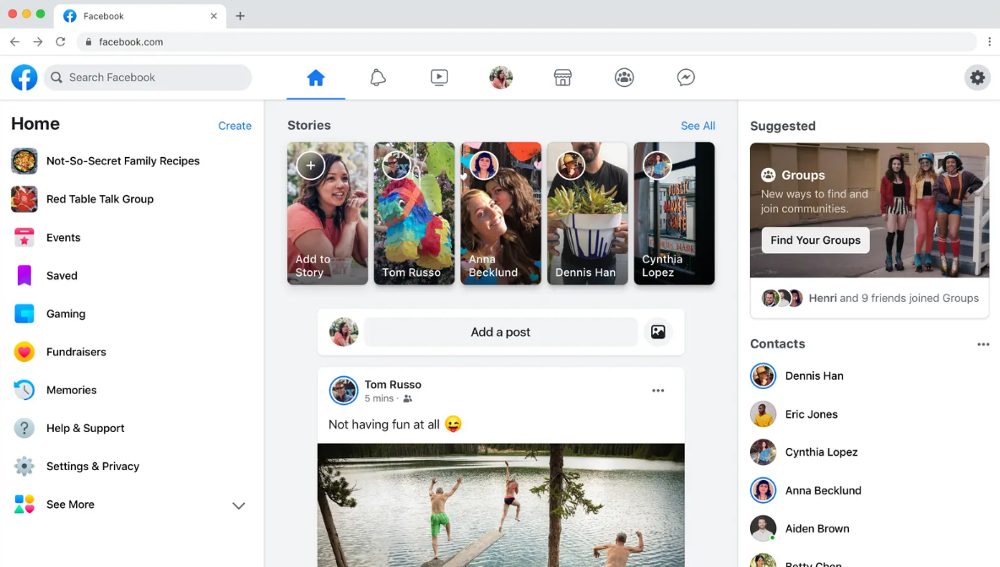 Facebook
facebook.com
Search Facebook
Home
Create
Not-So-Secret Family Recipes
Red Table Talk Group
Events
Saved
Gaming
Fundraisers
Memories
Help & Support
Settings & Privacy
See More
Stories
See All
Add to
Story
Tom Russo
Anna
Becklund
Dennis Han
Cynthia
Lopez
Add a post
Tom Russo
5 mins ·
Not having fun at all 😜
Suggested
Groups
New ways to find and
join communities.
Find Your Groups
Henri and 9 friends joined Groups
Contacts
Dennis Han
Eric Jones
Cynthia Lopez
Anna Becklund
Aiden Brown